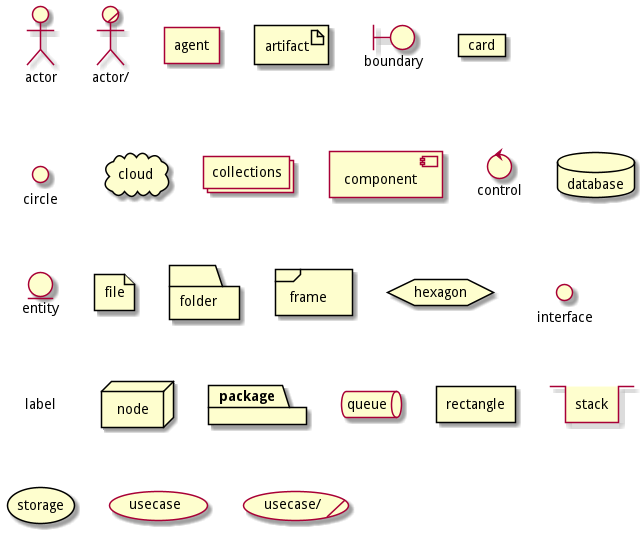 actor
actor/
agent
artifact
boundary
card
circle
cloud
collections
component
control
database
entity
file
folder
frame
hexagon
interface
label
node
package
queue
rectangle
stack
storage
usecase
usecase/